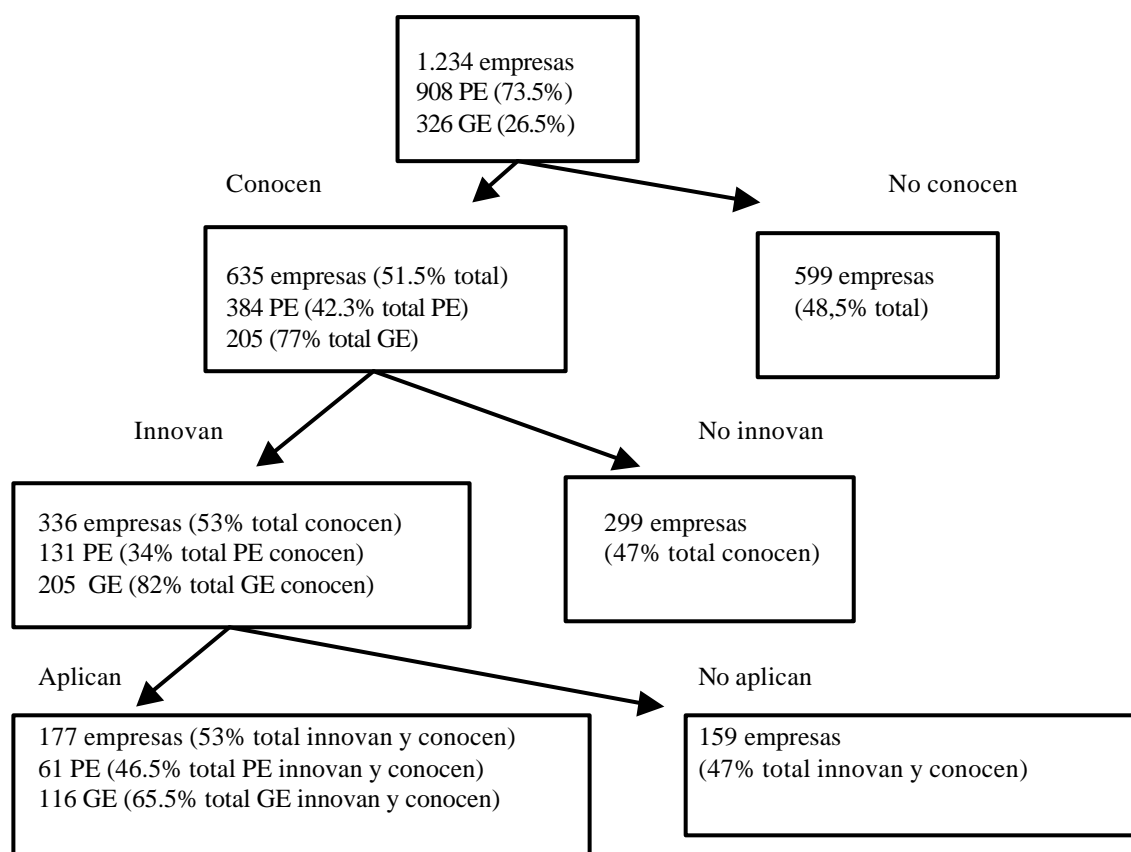 1.234 empresas
908 PE (73.5%)
326 GE (26.5%)
Conocen
No conocen
635 empresas (51.5% total)
384 PE (42.3% total PE)
205 (77% total GE)
599 empresas
(48,5% total)
Innovan
No innovan
336 empresas (53% total conocen)
131 PE (34% total PE conocen)
205 GE (82% total GE conocen)
299 empresas
(47% total conocen)
Aplican
No aplican
177 empresas (53% total innovan y conocen)
61 PE (46.5% total PE innovan y conocen)
116 GE (65.5% total GE innovan y conocen)
159 empresas
(47% total innovan y conocen)